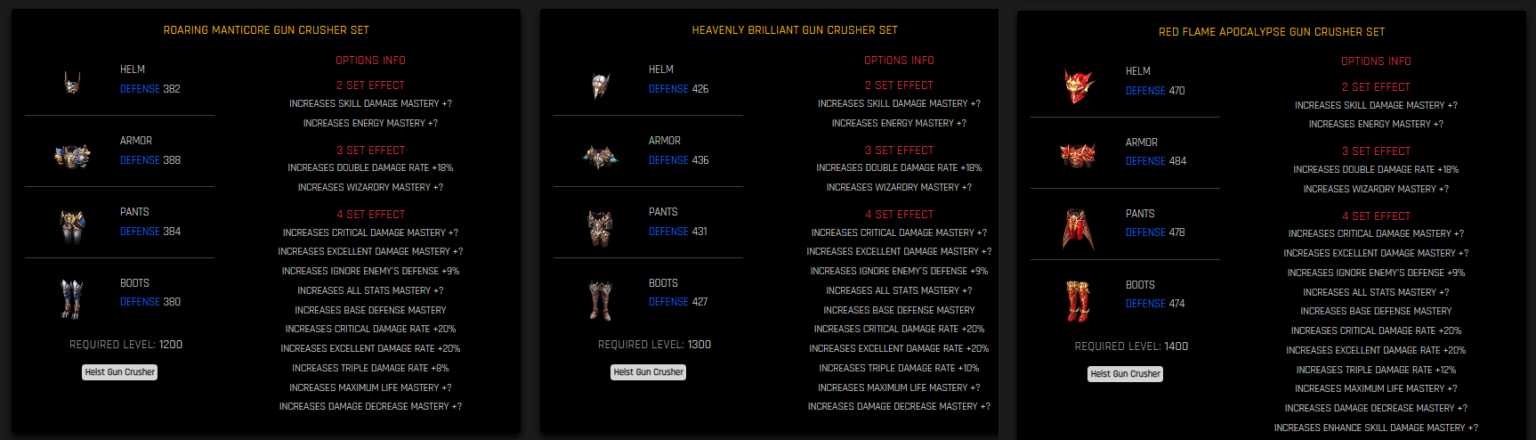 ROARING MANTICORE GUN CRUSHER SET
HELM
DEFENSE 382
ARMOR
DEFENSE 388
PANTS
DEFENSE 384
BOOTS
DEFENSE 380
REQUIRED LEVEL: 1200
Helst Gun Crusher
OPTIONS INFO
2 SET EFFECT
INCREASES SKILL DAMAGE MASTERY +?
INCREASES ENERGY MASTERY +?
3 SET EFFECT
INCREASES DOUBLE DAMAGE RATE +18%
INCREASES WIZARDRY MASTERY +?
4 SET EFFECT
INCREASES CRITICAL DAMAGE MASTERY +?
INCREASES EXCELLENT DAMAGE MASTERY +?
INCREASES IGNORE ENEMY'S DEFENSE +9%
INCREASES ALL STATS MASTERY +?
INCREASES BASE DEFENSE MASTERY
INCREASES CRITICAL DAMAGE RATE +20%
INCREASES EXCELLENT DAMAGE RATE +20%
INCREASES TRIPLE DAMAGE RATE +8%
INCREASES MAXIMUM LIFE MASTERY +?
INCREASES DAMAGE DECREASE MASTERY +?
HEAVENLY BRILLIANT GUN CRUSHER SET
HELM
DEFENSE 426
ARMOR
DEFENSE 436
PANTS
DEFENSE 431
BOOTS
DEFENSE 427
REQUIRED LEVEL: 1300
Helst Gun Crusher
OPTIONS INFO
2 SET EFFECT
INCREASES SKILL DAMAGE MASTERY +?
INCREASES ENERGY MASTERY +?
3 SET EFFECT
INCREASES DOUBLE DAMAGE RATE +18%
INCREASES WIZARDRY MASTERY +?
4 SET EFFECT
INCREASES CRITICAL DAMAGE MASTERY +?
INCREASES EXCELLENT DAMAGE MASTERY +?
INCREASES IGNORE ENEMY'S DEFENSE +9%
INCREASES ALL STATS MASTERY +?
INCREASES BASE DEFENSE MASTERY
INCREASES CRITICAL DAMAGE RATE +20%
INCREASES EXCELLENT DAMAGE RATE +20%
INCREASES TRIPLE DAMAGE RATE +10%
INCREASES MAXIMUM LIFE MASTERY +?
INCREASES DAMAGE DECREASE MASTERY +?
RED FLAME APOCALYPSE GUN CRUSHER SET
HELM
DEFENSE 470
ARMOR
DEFENSE 484
PANTS
DEFENSE 478
BOOTS
DEFENSE 474
REQUIRED LEVEL: 1400
Helst Gun Crusher
OPTIONS INFO
2 SET EFFECT
INCREASES SKILL DAMAGE MASTERY +?
INCREASES ENERGY MASTERY +?
3 SET EFFECT
INCREASES DOUBLE DAMAGE RATE +18%
INCREASES WIZARDRY MASTERY +?
4 SET EFFECT
INCREASES CRITICAL DAMAGE MASTERY +?
INCREASES EXCELLENT DAMAGE MASTERY +?
INCREASES IGNORE ENEMY'S DEFENSE +9%
INCREASES ALL STATS MASTERY +?
INCREASES BASE DEFENSE MASTERY
INCREASES CRITICAL DAMAGE RATE +20%
INCREASES EXCELLENT DAMAGE RATE +20%
INCREASES TRIPLE DAMAGE RATE +12%
INCREASES MAXIMUM LIFE MASTERY +?
INCREASES DAMAGE DECREASE MASTERY +?
INCREASES ENHANCE SKILL DAMAGE MASTERY +?